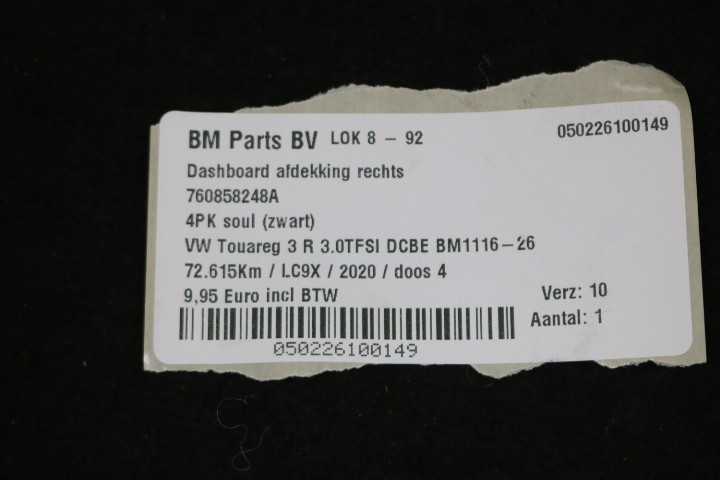 BM Parts BV LOK 8 - 92 050226100149
Dashboard afdekking rechts
760858248A
4PK soul (zwart)
VW Touareg 3 R 3.0TFSI DCBE BM1116-26
72.615Km / LC9X / 2020 / doos 4
9,95 Euro incl BTW Verz: 10
Aantal: 1
050226100149